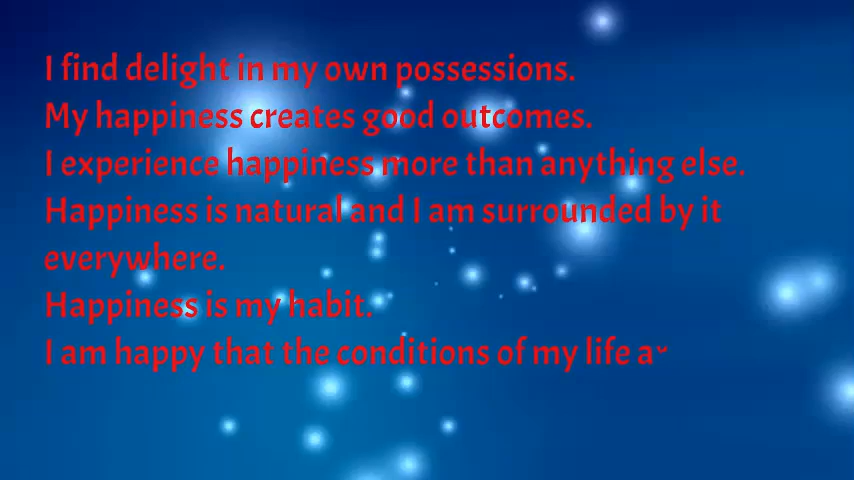 I find delight in my own possessions.
My happiness creates good outcomes.
I experience happiness more than anything else.
Happiness is natural and I am surrounded by it
everywhere.
Happiness is my habit.
I am happy that the conditions of my life